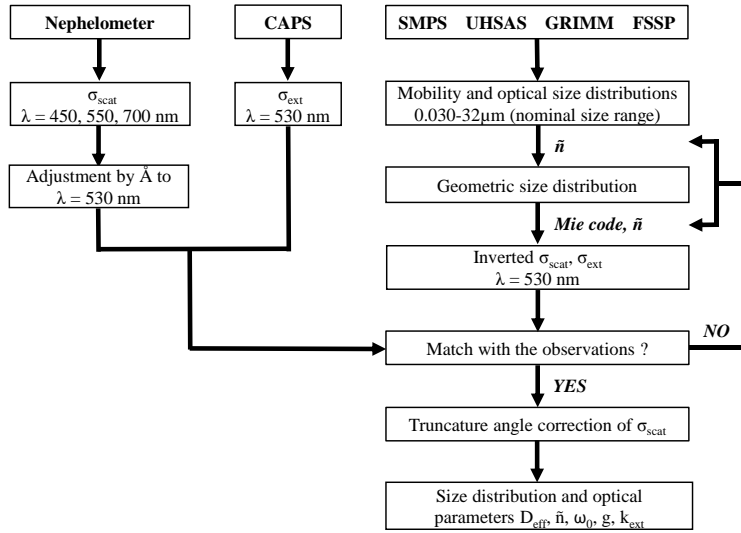 Nephelometer
CAPS
SMPS UHSAS GRIMM FSSP
σscat
λ = 450, 550, 700 nm
σext
λ = 530 nm
Mobility and optical size distributions
0.030-32µm (nominal size range)
ñ
Adjustment by Å to
λ = 530 nm
Geometric size distribution
Mie code, ñ
Inverted σscat, σext
λ = 530 nm
Match with the observations ?
NO
YES
Truncature angle correction of σscat
Size distribution and optical
parameters Deff, ñ, ω0, g, kext